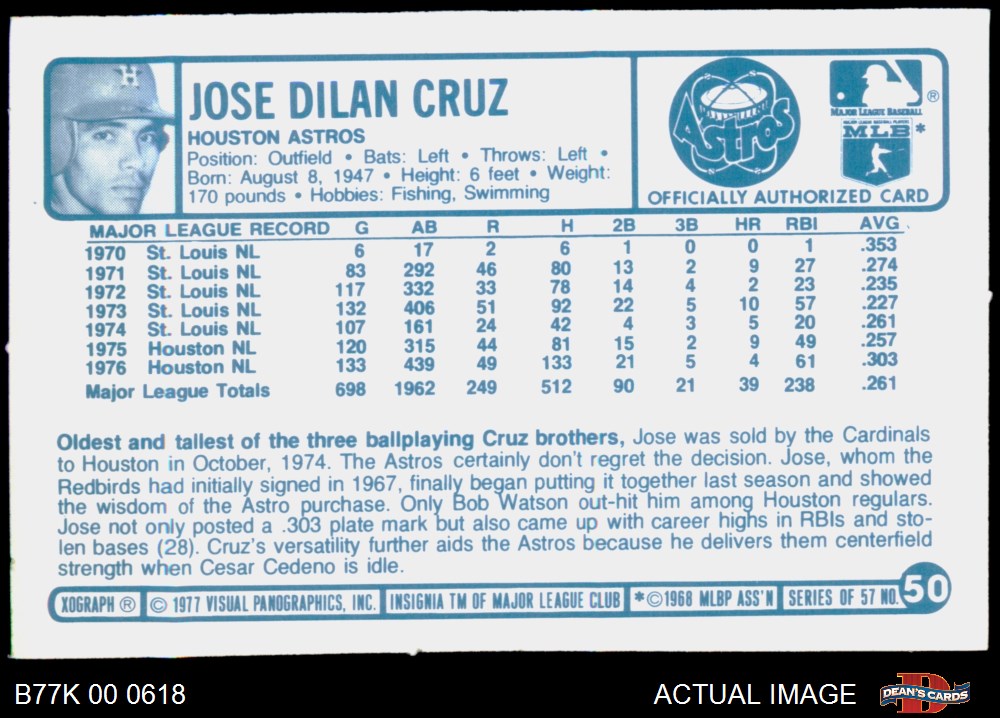 H
JOSE DILAN CRUZ
HOUSTON ASTROS
Position: Outfield • Bats: Left • Throws: Left •
Born: August 8, 1947 • Height: 6 feet • Weight:
170 pounds • Hobbies: Fishing, Swimming
Astros
MAJOR LEAGUE BASEBALL ®
MAJOR LEAGUE BASEBALL PLAYERS
MLB *
OFFICIALLY AUTHORIZED CARD
MAJOR LEAGUE RECORD G AB R H 2B 3B HR RBI AVG.
1970 St. Louis NL 6 17 2 6 1 0 0 1 .353
1971 St. Louis NL 83 292 46 80 13 2 9 27 .274
1972 St. Louis NL 117 332 33 78 14 4 2 23 .235
1973 St. Louis NL 132 406 51 92 22 5 10 57 .227
1974 St. Louis NL 107 161 24 42 4 3 5 20 .261
1975 Houston NL 120 315 44 81 15 2 9 49 .257
1976 Houston NL 133 439 49 133 21 5 4 61 .303
Major League Totals 698 1962 249 512 90 21 39 238 .261
Oldest and tallest of the three ballplaying Cruz brothers, Jose was sold by the Cardinals
to Houston in October, 1974. The Astros certainly don't regret the decision. Jose, whom the
Redbirds had initially signed in 1967, finally began putting it together last season and showed
the wisdom of the Astro purchase. Only Bob Watson out-hit him among Houston regulars.
Jose not only posted a .303 plate mark but also came up with career highs in RBIs and sto-
len bases (28). Cruz's versatility further aids the Astros because he delivers them centerfield
strength when Cesar Cedeno is idle.
XOGRAPH ® © 1977 VISUAL PANOGRAPHICS, INC. INSIGNIA TM OF MAJOR LEAGUE CLUB *©1968 MLBP ASS'N SERIES OF 57 NO. 50
B77K 00 0618
ACTUAL IMAGE
D
DEAN'S CARDS